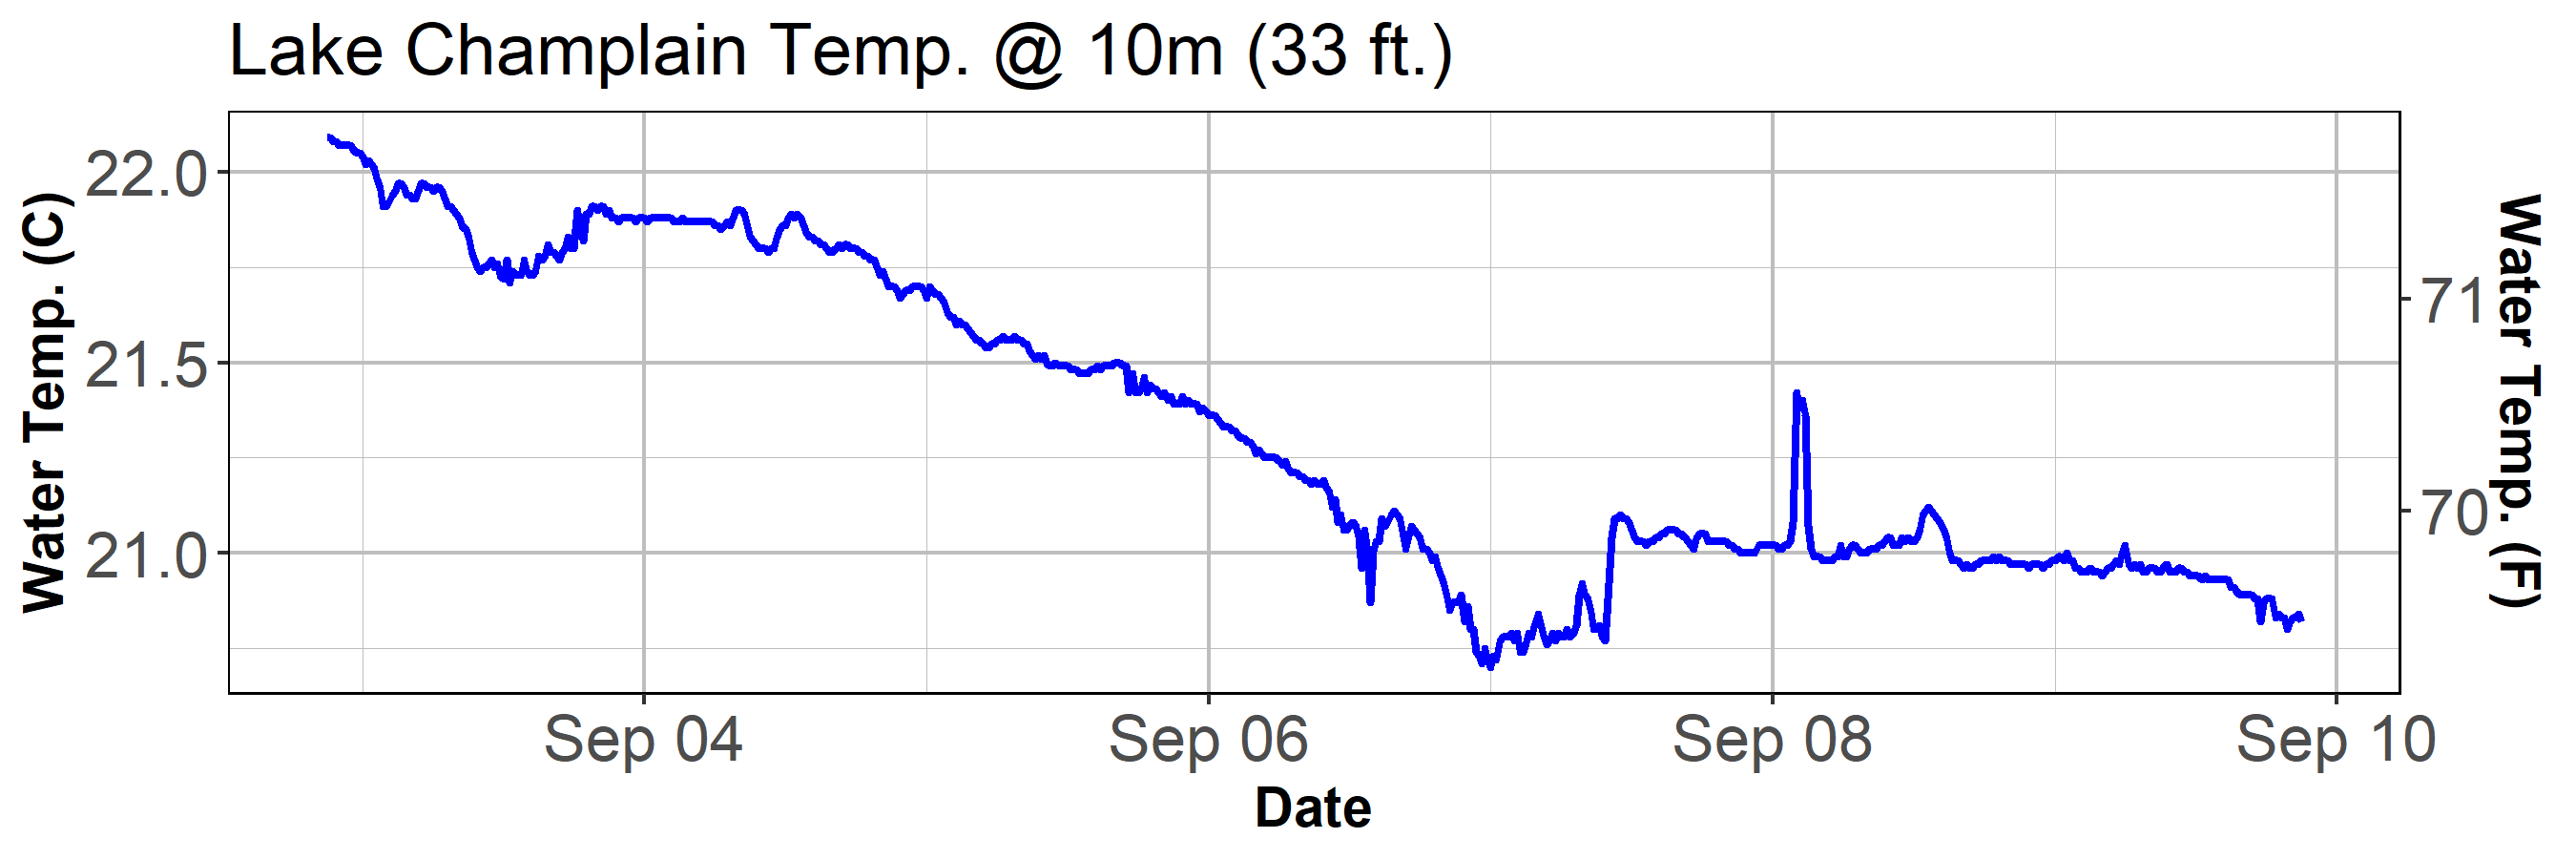 Lake Champlain Temp. @ 10m (33 ft.)
Water Temp. (C)
22.0
21.5
21.0
71
70
Water Temp. (F)
Sep 04
Sep 06
Sep 08
Sep 10
Date